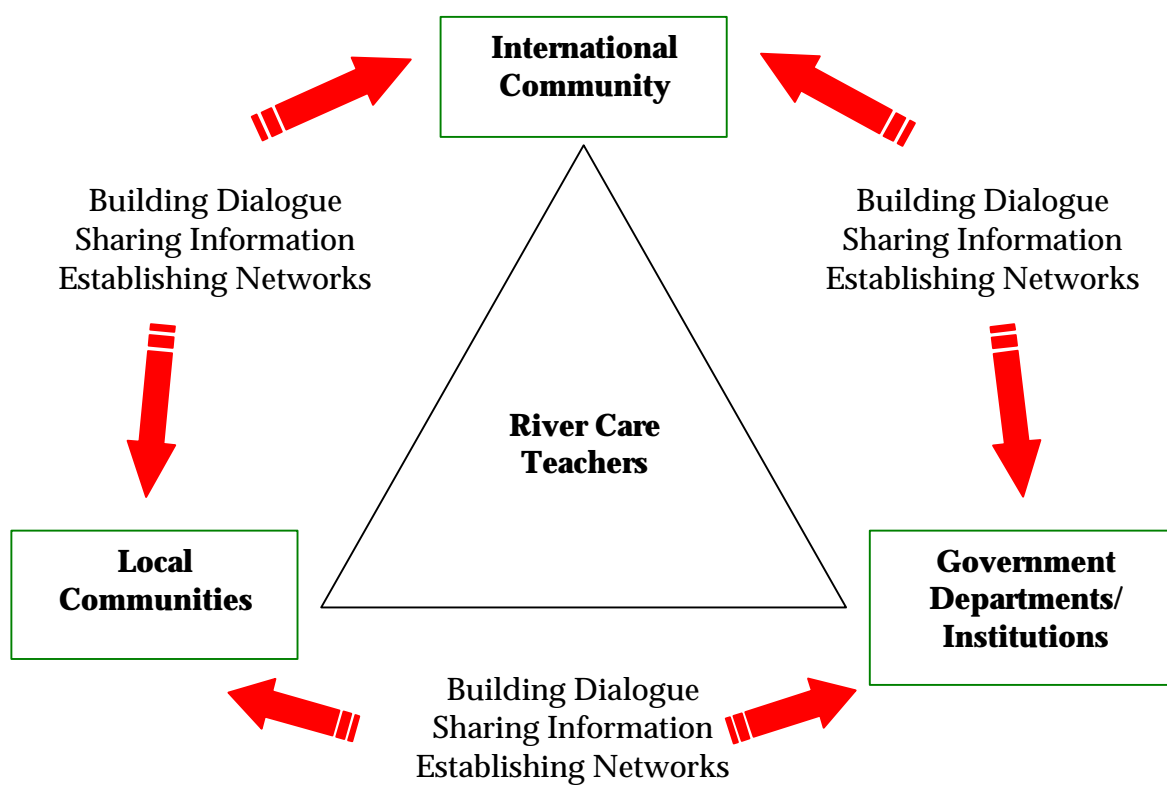 International
Community
Building Dialogue
Sharing Information
Establishing Networks
Building Dialogue
Sharing Information
Establishing Networks
River Care
Teachers
Local
Communities
Government
Departments/
Institutions
Building Dialogue
Sharing Information
Establishing Networks